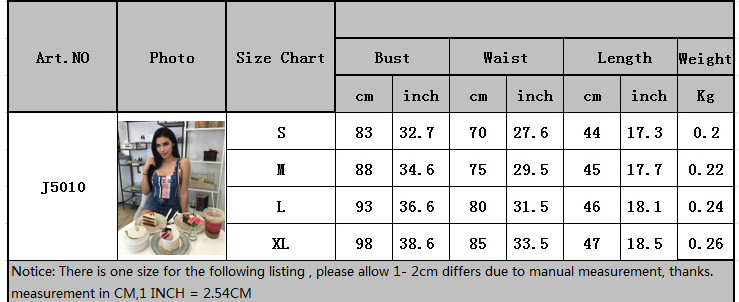 Art.NO Photo Size Chart Bust Waist Length Weight
cm inch cm inch cm inch Kg
J5010
S 83 32.7 70 27.6 44 17.3 0.2
M 88 34.6 75 29.5 45 17.7 0.22
L 93 36.6 80 31.5 46 18.1 0.24
XL 98 38.6 85 33.5 47 18.5 0.26
Notice: There is one size for the following listing , please allow 1- 2cm differs due to manual measurement, thanks.
measurement in CM,1 INCH = 2.54CM